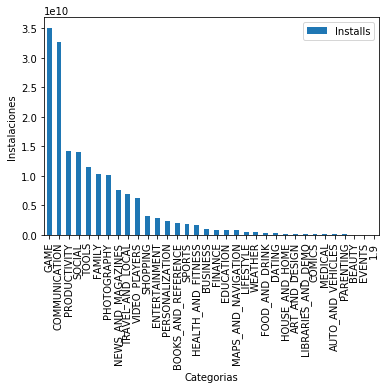 1e10
Installs
3.5
3.0
2.5
2.0
1.5
1.0
0.5
0.0
Instalaciones
GAME
COMMUNICATION
PRODUCTIVITY
SOCIAL
TOOLS
FAMILY
PHOTOGRAPHY
NEWS_AND_MAGAZINES
TRAVEL_AND_LOCAL
VIDEO_PLAYERS
SHOPPING
ENTERTAINMENT
PERSONALIZATION
BOOKS_AND_REFERENCE
SPORTS
HEALTH_AND_FITNESS
BUSINESS
FINANCE
EDUCATION
MAPS_AND_NAVIGATION
LIFESTYLE
WEATHER
FOOD_AND_DRINK
DATING
HOUSE_AND_HOME
ART_AND_DESIGN
LIBRARIES_AND_DEMO
COMICS
MEDICAL
AUTO_AND_VEHICLES
PARENTING
BEAUTY
EVENTS
1.9
Categorias